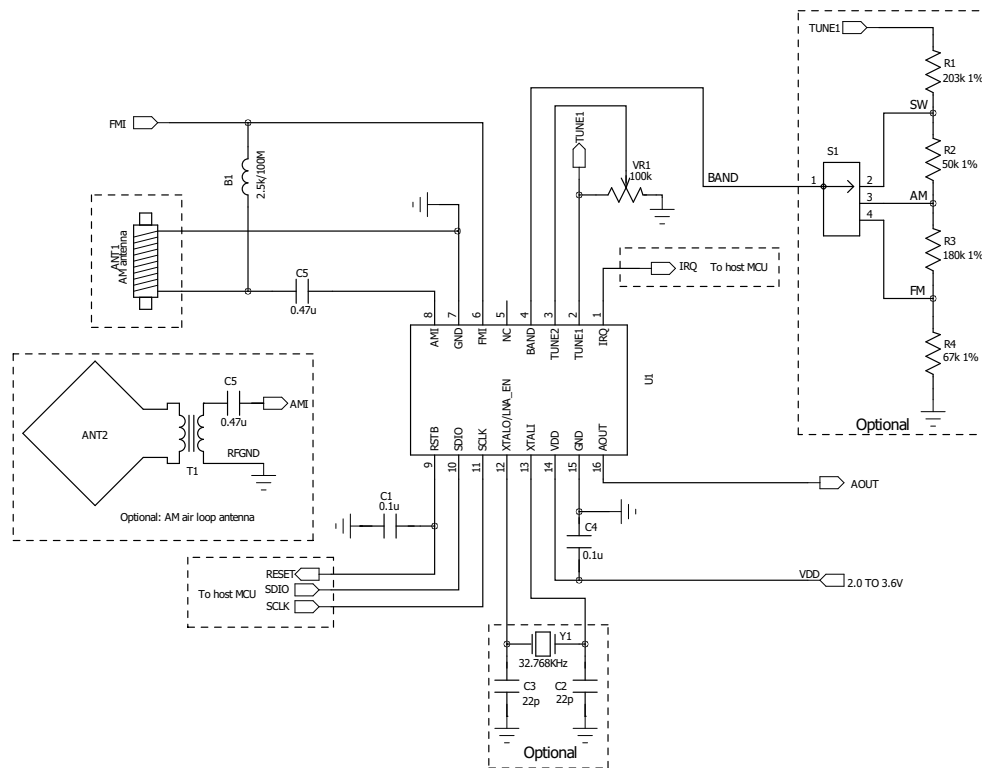 TUNE1
R1
203k 1%
SW
R2
50k 1%
AM
R3
180k 1%
FM
R4
67k 1%
Optional
S1
1
2
3
4
BAND
FMI
B1
2.5k/100M
TUNE1
VR1
100k
ANT1
AM antenna
C5
0.47u
IRQ
To host MCU
8
7
6
5
4
3
2
1
AMI
GND
FMI
NC
BAND
TUNE2
TUNE1
IRQ
U1
RSTB
SDIO
SCLK
XTALO/LNA_EN
XTALI
VDD
GND
AOUT
9
10
11
12
13
14
15
16
ANT2
T1
C5
0.47u
AMI
RFGND
Optional: AM air loop antenna
C1
0.1u
AOUT
C4
0.1u
RESET
SDIO
SCLK
To host MCU
VDD
2.0 TO 3.6V
Y1
32.768KHz
C3
22p
C2
22p
Optional